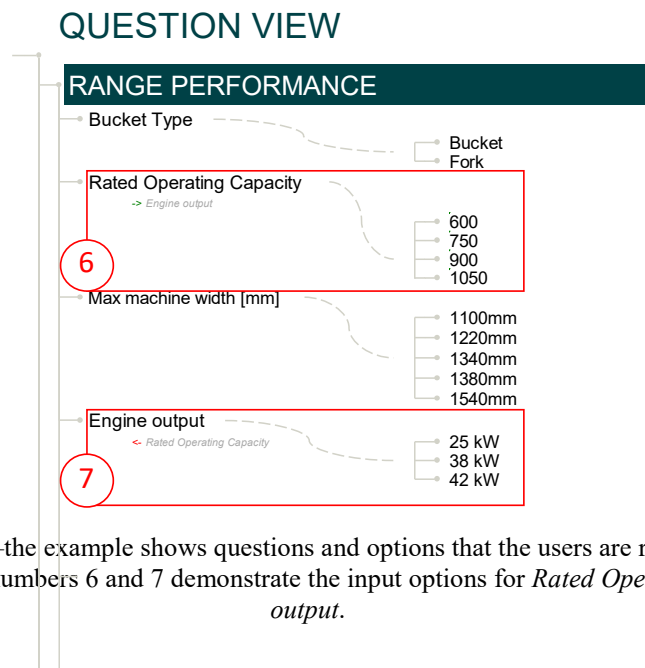 QUESTION VIEW
RANGE PERFORMANCE
Bucket Type
Bucket
Fork
Rated Operating Capacity
-> Engine output
600
750
900
1050
6
Max machine width [mm]
1100mm
1220mm
1340mm
1380mm
1540mm
Engine output
<- Rated Operating Capacity
25 kW
38 kW
42 kW
7
-the example shows questions and options that the users are
numbers 6 and 7 demonstrate the input options for Rated Ope
output.